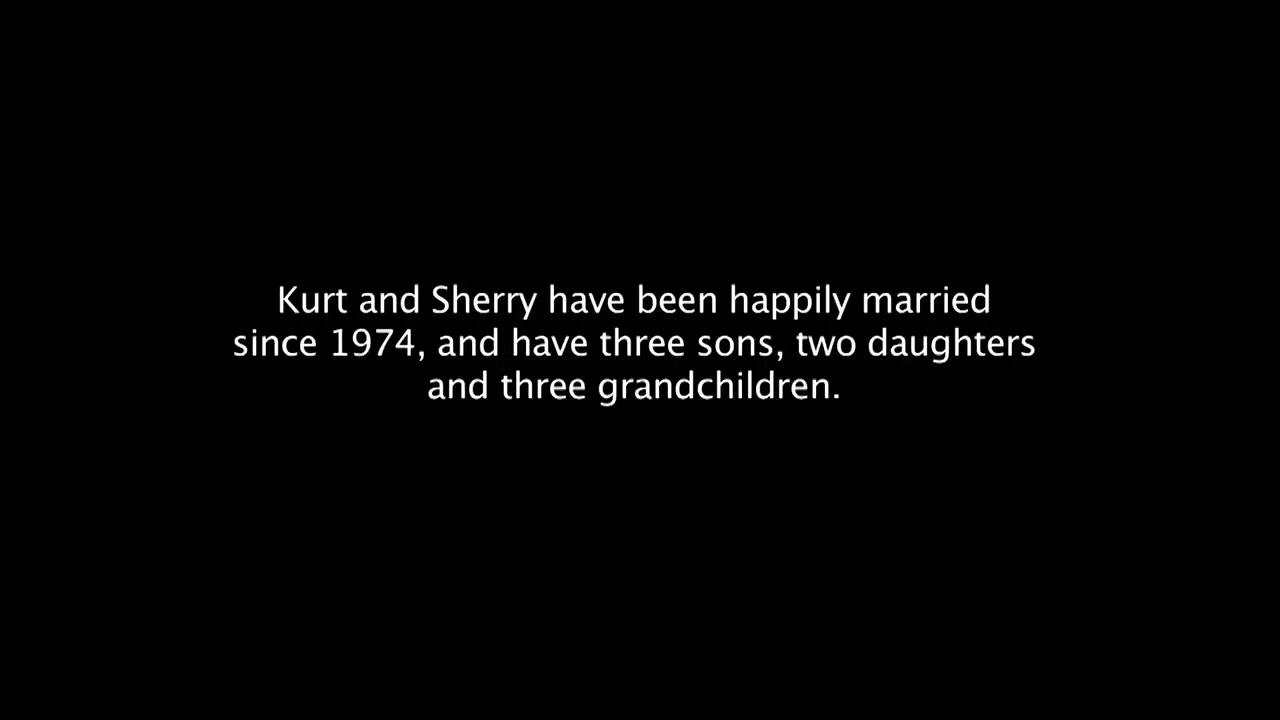 Kurt and Sherry have been happily married
since 1974, and have three sons, two daughters
and three grandchildren.